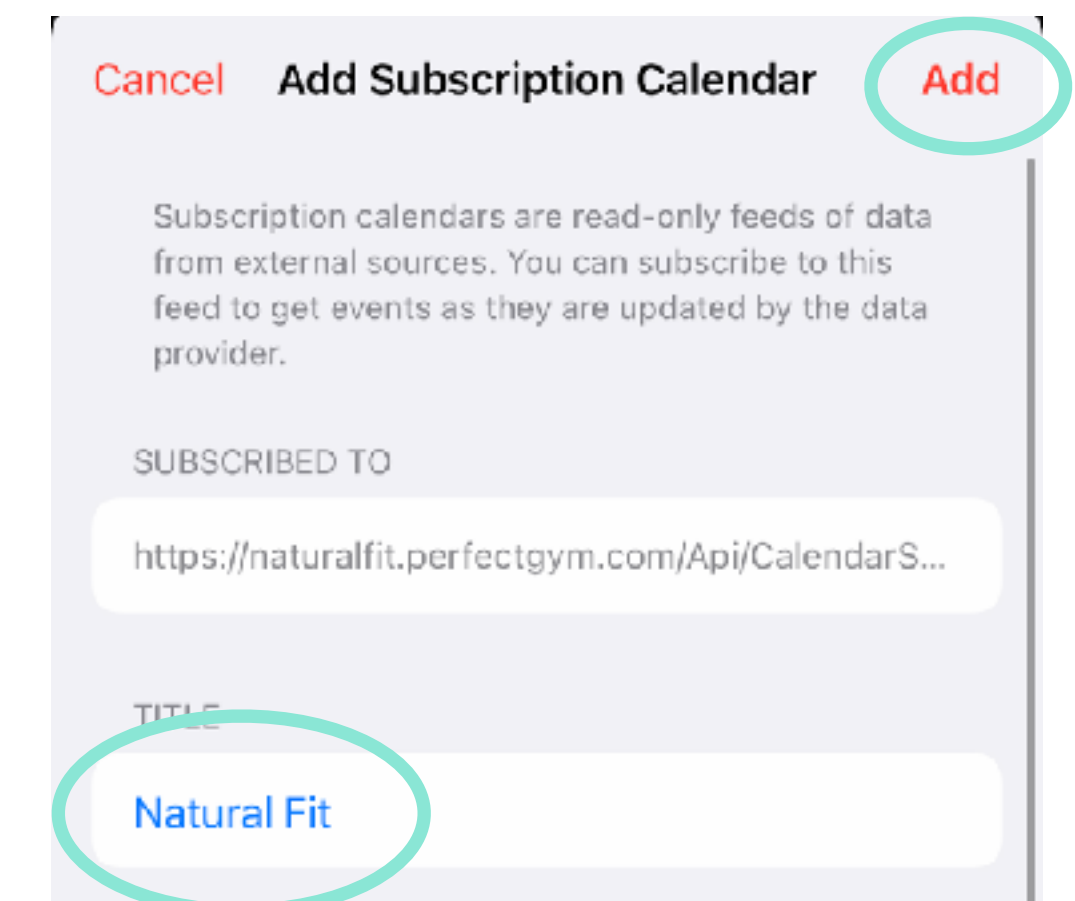 Cancel Add Subscription Calendar Add
Subscription calendars are read-only feeds of data
from external sources. You can subscribe to this
feed to get events as they are updated by the data
provider.
SUBSCRIBED TO
https://naturalfit.perfectgym.com/Api/CalendarS...
TITLE
Natural Fit